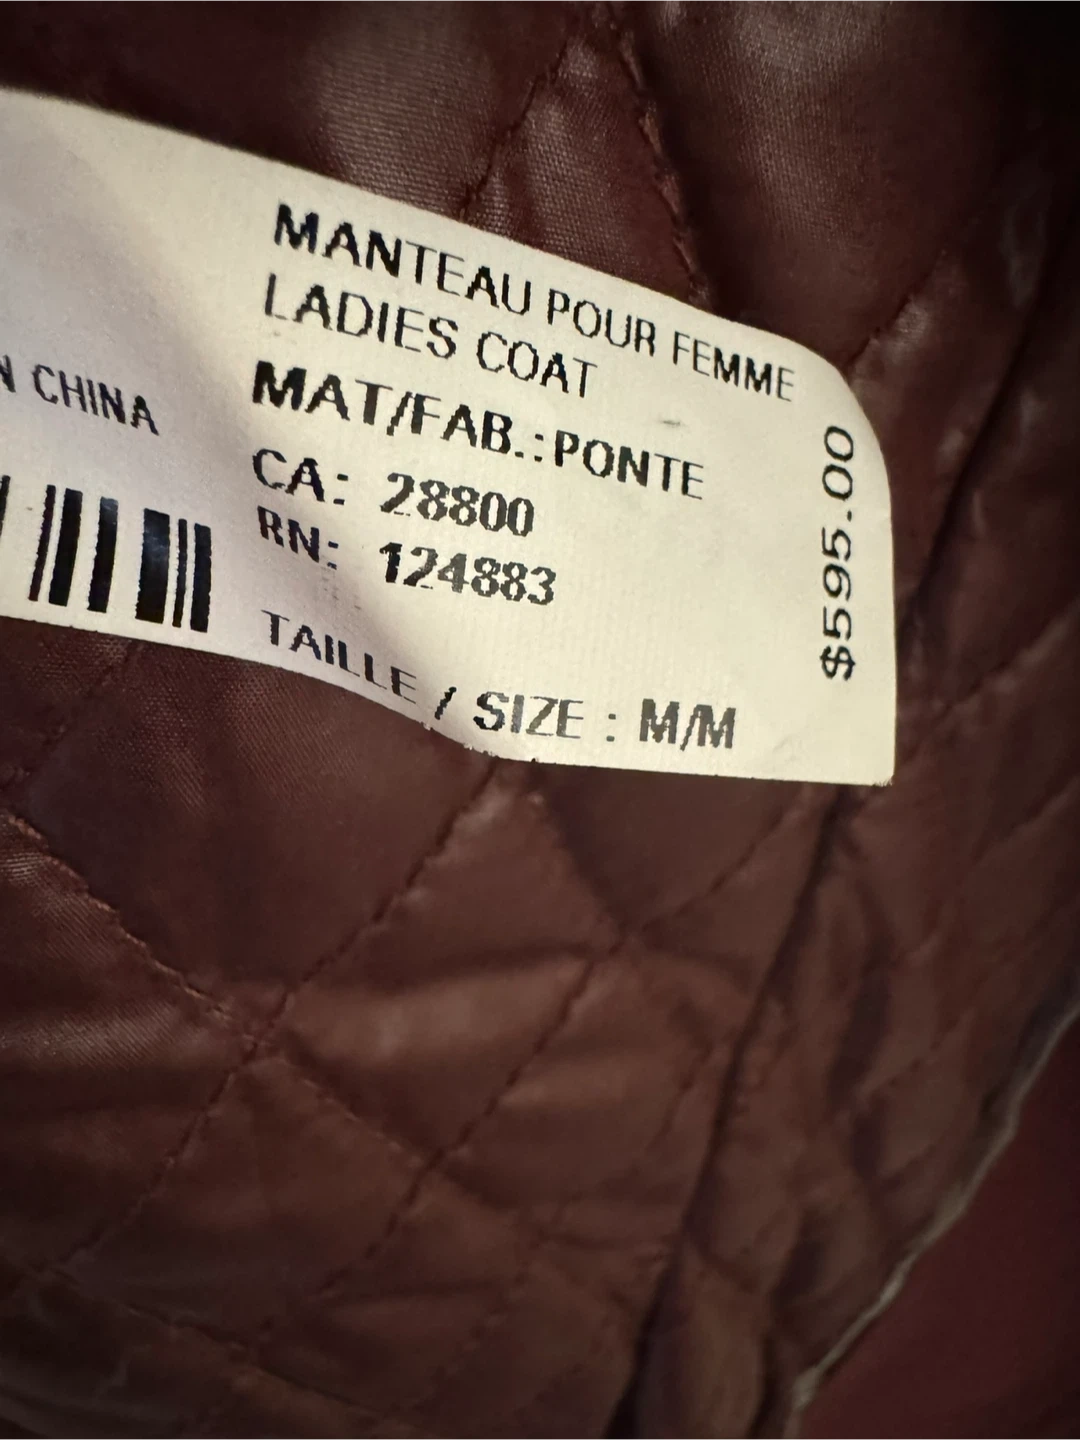 MANTEAU POUR FEMME
LADIES COAT
MAT/FAB.:PONTE
CA: 28800
RN: 124883
TAILLE / SIZE : M/M
$595.00
CHINA